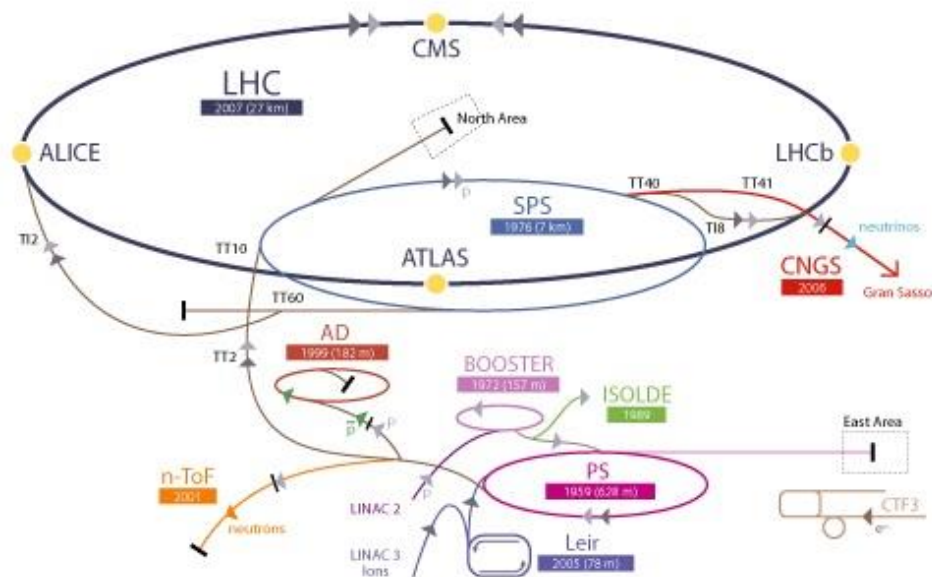 CMS
LHC
2007 (27 km)
North Area
ALICE
LHCb
TT40
TT41
p
SPS
1976 (7 km)
TI8
neutrinos
TI2
TT10
ATLAS
CNGS
2006
Gran Sasso
TT60
AD
1999 (182 m)
TT2
BOOSTER
1972 (157 m)
ISOLDE
1989
East Area
p
n-ToF
2001
PS
1959 (628 m)
p
LINAC 2
neutrons
CTF3
e-
LINAC 3
Ions
Leir
2005 (78 m)